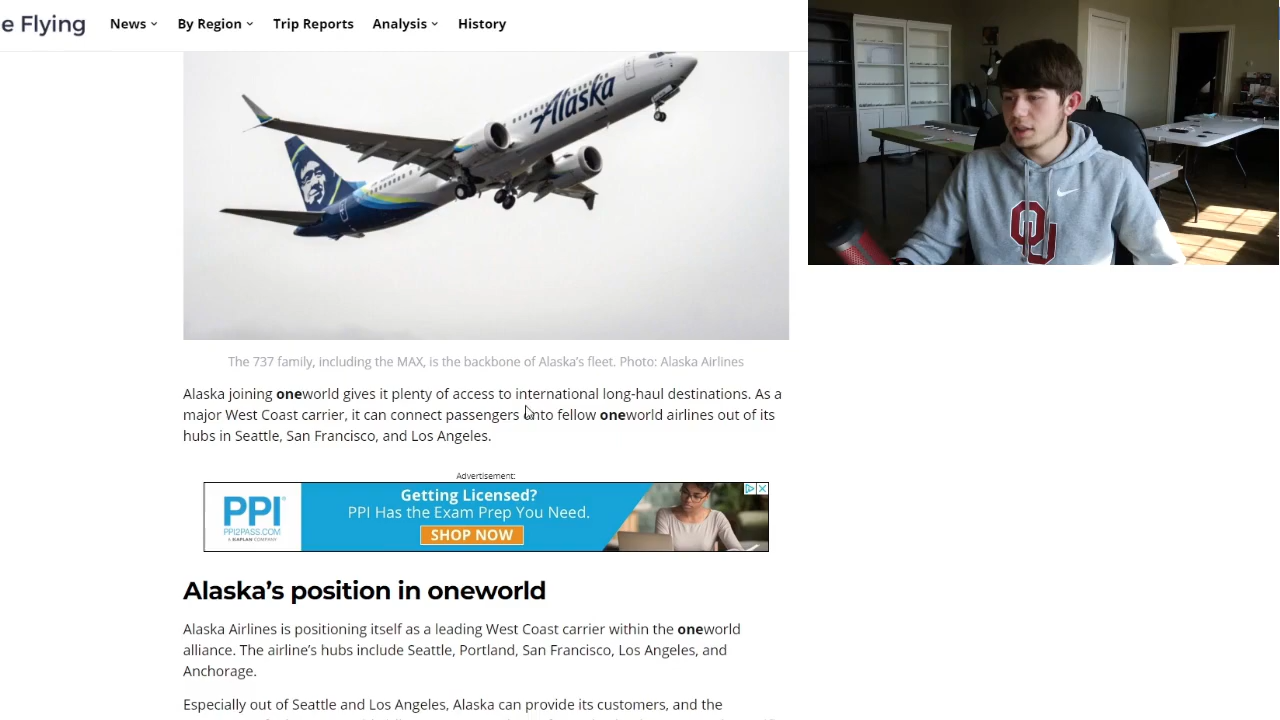 e Flying
News
By Region
Trip Reports
Analysis
History
Alaska
The 737 family, including the MAX, is the backbone of Alaska's fleet. Photo: Alaska Airlines
Alaska joining oneworld gives it plenty of access to international long-haul destinations. As a
major West Coast carrier, it can connect passengers onto fellow oneworld airlines out of its
hubs in Seattle, San Francisco, and Los Angeles.
OU
Advertisement:
PPI
PPI2PASS.COM
A KAPLAN COMPANY
Getting Licensed?
PPI Has the Exam Prep You Need.
SHOP NOW
Alaska's position in oneworld
Alaska Airlines is positioning itself as a leading West Coast carrier within the oneworld
alliance. The airline's hubs include Seattle, Portland, San Francisco, Los Angeles, and
Anchorage.
Especially out of Seattle and Los Angeles, Alaska can provide its customers, and the